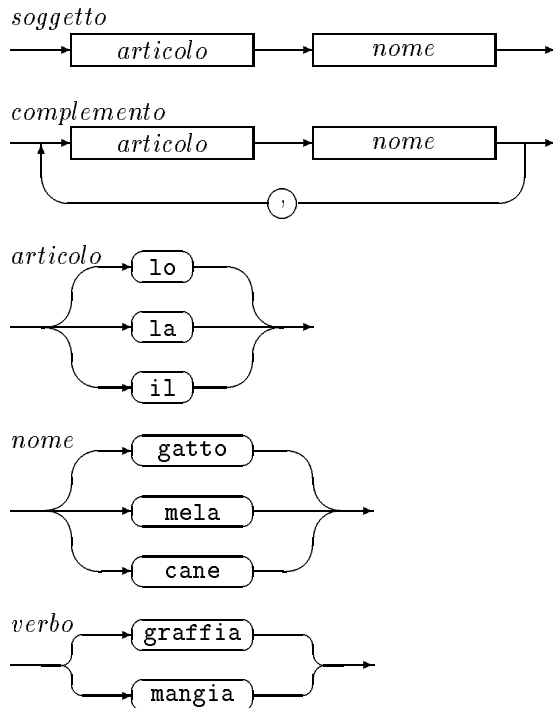 soggetto
articolo nome
complemento
articolo nome
,
articolo
lo
la
il
nome
gatto
mela
cane
verbo
graffia
mangia